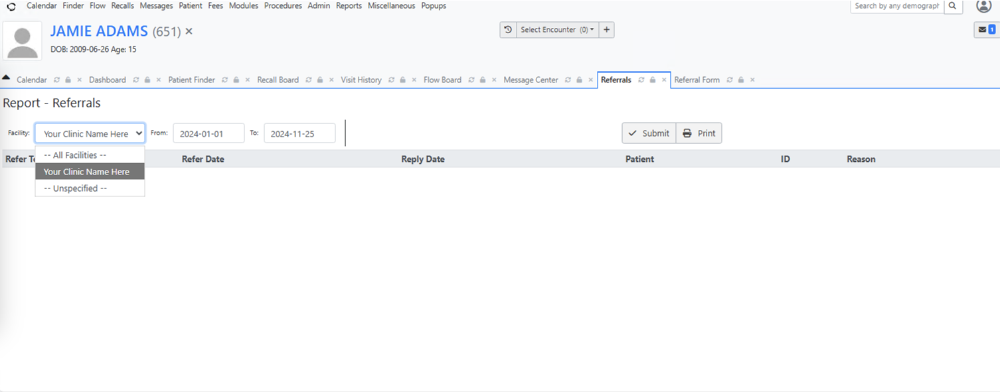 Calendar Finder Flow Recalls Messages Patient Fees Modules Procedures Admin Reports Miscellaneous Popups Search by any demograph
JAMIE ADAMS (651) ×
DOB: 2009-06-26 Age: 15
Select Encounter (0)
+
1
Calendar × Dashboard × Patient Finder × Recall Board × Visit History × Flow Board × Message Center × Referrals × Referral Form ×
Report - Referrals
Facility: Your Clinic Name Here From: 2024-01-01 To: 2024-11-25 Submit Print
Refer Date Reply Date Patient ID Reason
Refer
-- All Facilities --
Your Clinic Name Here
-- Unspecified --